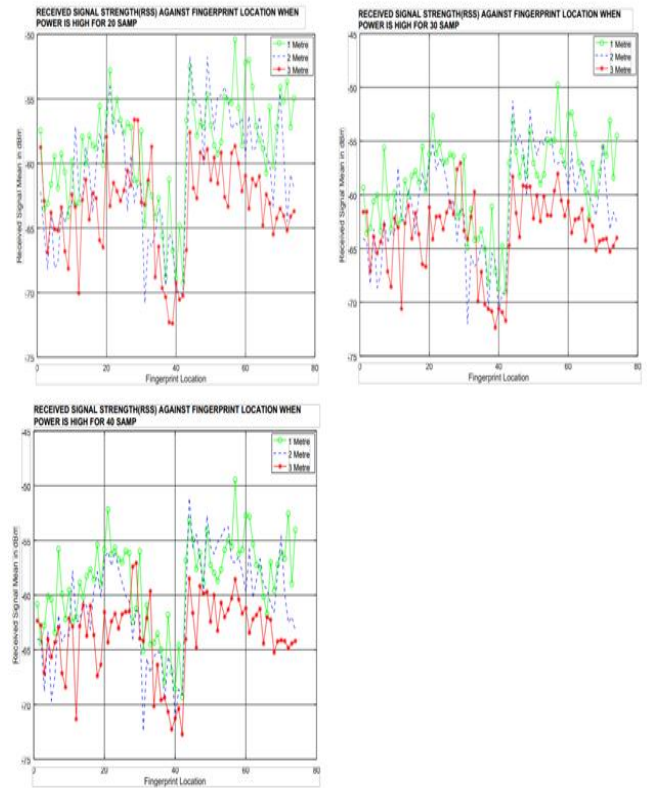 RECEIVED SIGNAL STRENGTH(RSS) AGAINST FINGERPRINT LOCATION WHEN
POWER IS HIGH FOR 20 SAMP
-50
-55
-60
-65
-70
-75
0
20
40
60
80
Received Signal Mean in dBm
Fingerprint Location
1 Metre
2 Metre
3 Metre
RECEIVED SIGNAL STRENGTH(RSS) AGAINST FINGERPRINT LOCATION WHEN
POWER IS HIGH FOR 30 SAMP
-45
-50
-55
-60
-65
-70
-75
0
20
40
60
80
Received Signal Mean in dBm
Fingerprint Location
1 Metre
2 Metre
3 Metre
RECEIVED SIGNAL STRENGTH(RSS) AGAINST FINGERPRINT LOCATION WHEN
POWER IS HIGH FOR 40 SAMP
-45
-50
-55
-60
-65
-70
-75
0
20
40
60
80
Received Signal Mean in dBm
Fingerprint Location
1 Metre
2 Metre
3 Metre